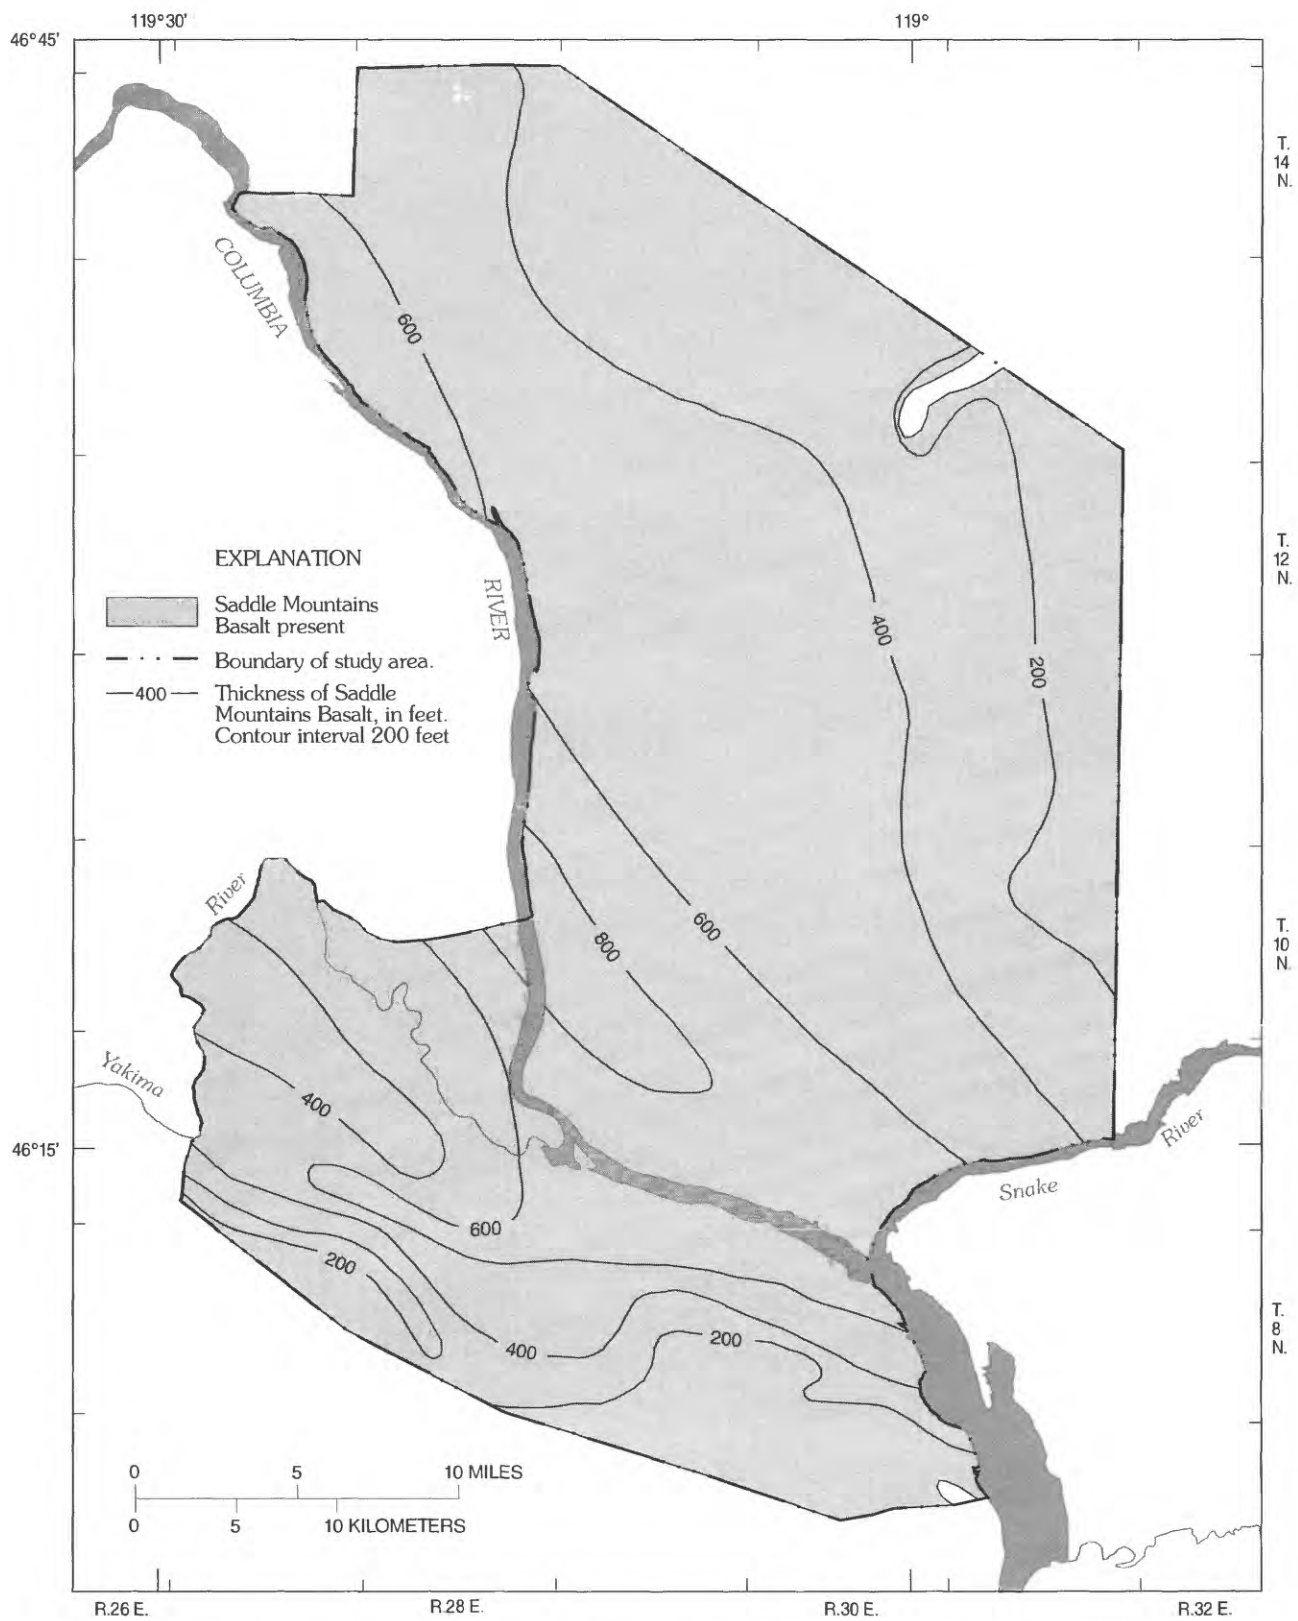 119°30'
119°
46°45'
T.
14
N.
COLUMBIA
600
EXPLANATION
Saddle Mountains
Basalt present
Boundary of study area.
400
Thickness of Saddle
Mountains Basalt, in feet.
Contour interval 200 feet
RIVER
T.
12
N.
400
200
River
600
800
T.
10
N.
Yakima
400
46°15'
River
Snake
600
200
400
200
T.
8
N.
0 5 10 MILES
0 5 10 KILOMETERS
R.26 E.
R.28 E.
R.30 E.
R.32 E.